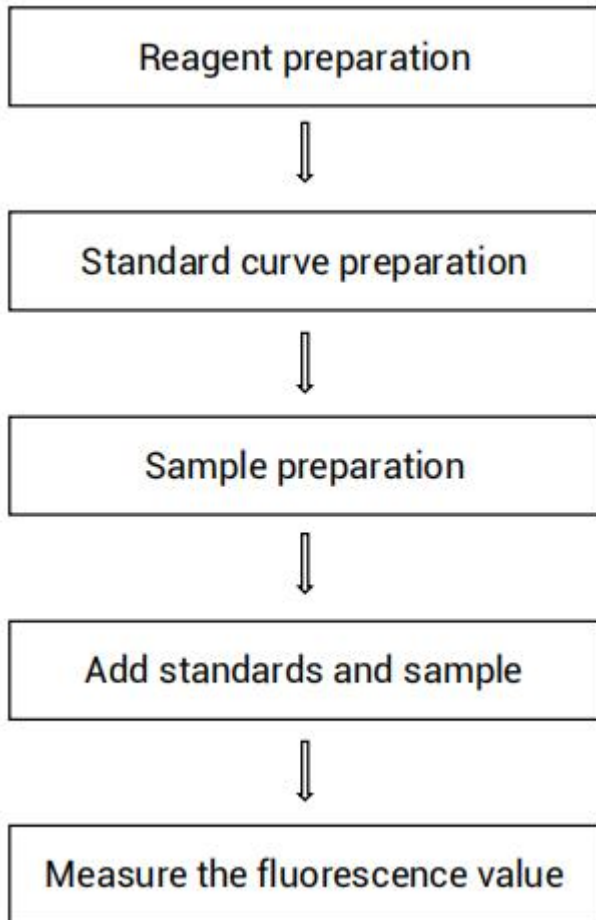 Reagent preparation
Standard curve preparation
Sample preparation
Add standards and sample
Measure the fluorescence value